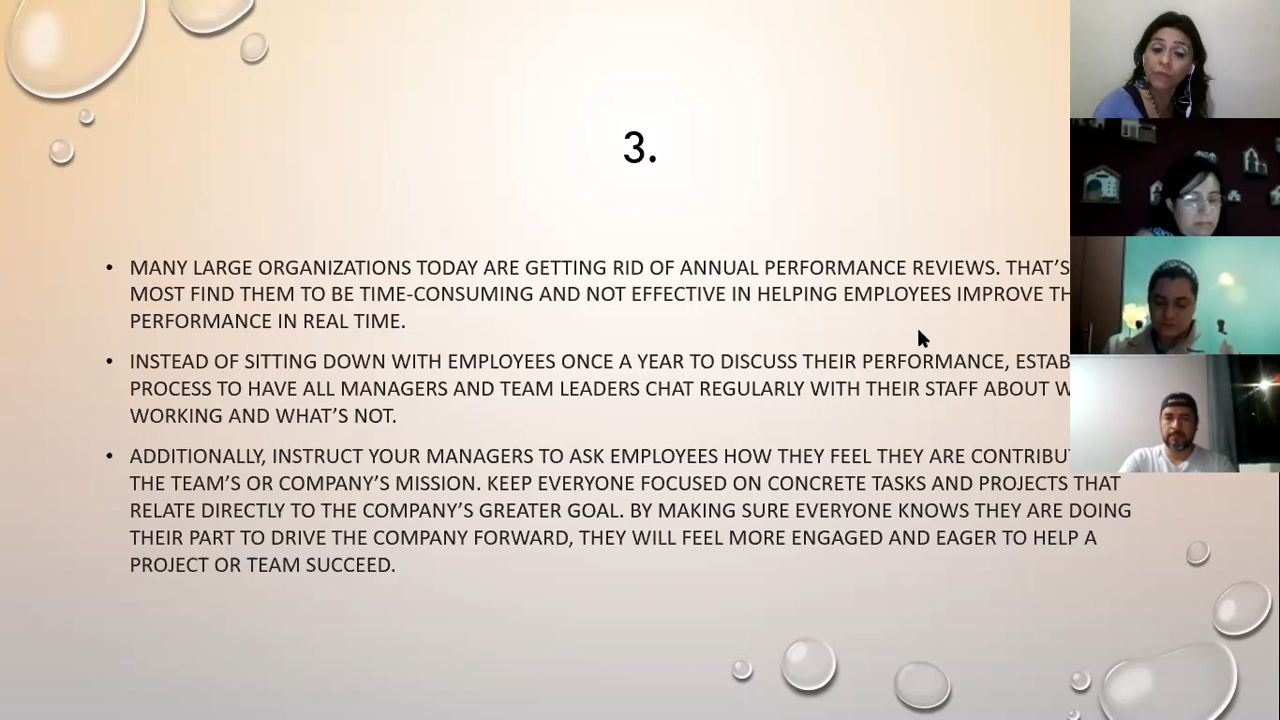 3.
• MANY LARGE ORGANIZATIONS TODAY ARE GETTING RID OF ANNUAL PERFORMANCE REVIEWS. THAT'S
MOST FIND THEM TO BE TIME-CONSUMING AND NOT EFFECTIVE IN HELPING EMPLOYEES IMPROVE
PERFORMANCE IN REAL TIME.
• INSTEAD OF SITTING DOWN WITH EMPLOYEES ONCE A YEAR TO DISCUSS THEIR PERFORMANCE,
PROCESS TO HAVE ALL MANAGERS AND TEAM LEADERS CHAT REGULARLY WITH THEIR STAFF ABOUT
WORKING AND WHAT'S NOT.
• ADDITIONALLY, INSTRUCT YOUR MANAGERS TO ASK EMPLOYEES HOW THEY FEEL THEY ARE
THE TEAM'S OR COMPANY'S MISSION. KEEP EVERYONE FOCUSED ON CONCRETE TASKS AND PROJECTS THAT
RELATE DIRECTLY TO THE COMPANY'S GREATER GOAL. BY MAKING SURE EVERYONE KNOWS THEY ARE DOING
THEIR PART TO DRIVE THE COMPANY FORWARD, THEY WILL FEEL MORE ENGAGED AND EAGER TO HELP A
PROJECT OR TEAM SUCCEED.